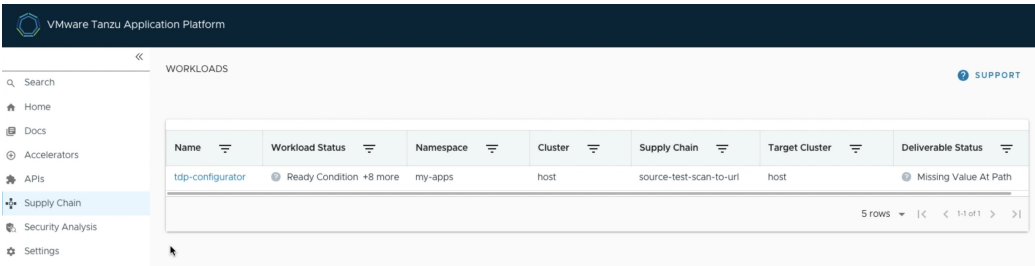 VMware Tanzu Application Platform
WORKLOADS
SUPPORT
Search
Home
Docs
Accelerators
APIs
Supply Chain
Security Analysis
Settings
Name Workload Status Namespace Cluster Supply Chain Target Cluster Deliverable Status
tdp-configurator Ready Condition +8 more my-apps host source-test-scan-to-url host Missing Value At Path
5 rows 1-1 of 1